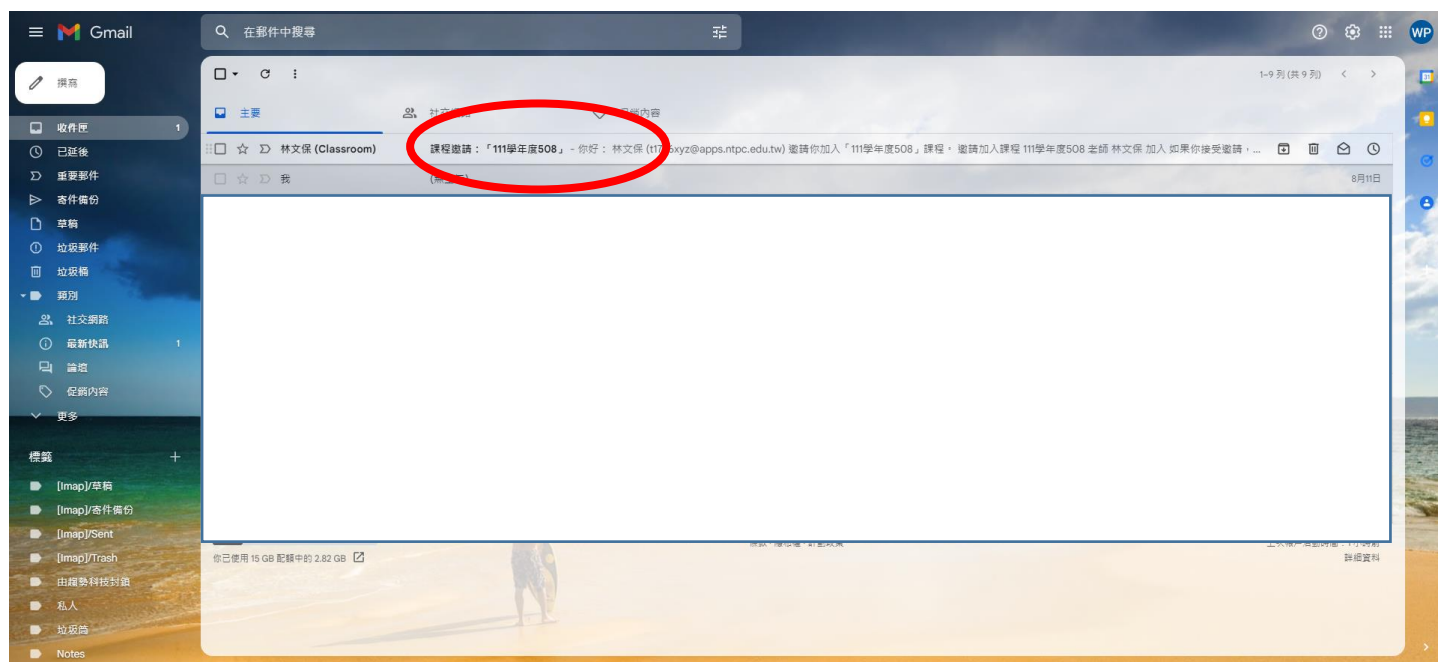 Gmail
在郵件中搜尋
WP
撰寫
1-9 列 (共 9 列)
主要
收件匣 1
已延後
林文保 (Classroom) 課程邀請：「111學年度508」 - 你好： 林文保 (t17 6xyz@apps.ntpc.edu.tw) 邀請你加入「111學年度508」課程。 邀請加入課程 111學年度508 老師 林文保 加入 如果你接受邀請，...
重要郵件
我
8月11日
寄件備份
草稿
垃圾郵件
垃圾桶
類別
社交網路
最新快訊 1
論壇
促銷內容
更多
標籤
[Imap]/草稿
[Imap]/寄件備份
[Imap]/Sent
[Imap]/Trash
你已使用 15 GB 配額中的 2.82 GB
詳細資料
由趨勢科技封鎖
私人
垃圾筒
Notes